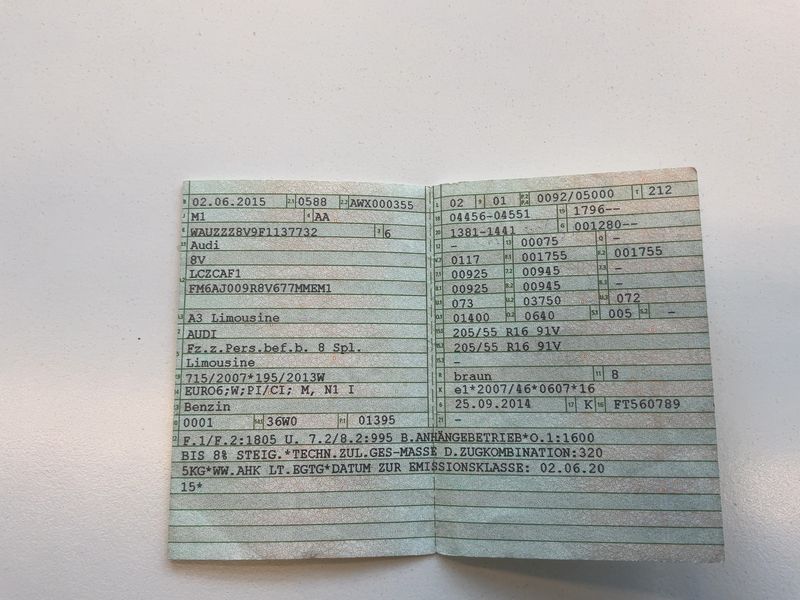 02.06.2015 0588 AWX000355
M1 AA
WAUZZZ8V9F1137732 6
Audi
8V
LCZCAF1
FM6AJ009R8V677MMEM1
A3 Limousine
AUDI
Fz.z.Pers.bef.b. 8 Spl.
Limousine
715/2007*195/2013W
EURO6;W;PI/CI; M, N1 I
Benzin
0001 36W0 01395
02 01 0092/05000 212
04456-04551 1796--
1381-1441 001280--
- 00075 -
0117 001755 001755
00925 00945 -
00925 00945 -
073 03750 072
01400 0640 005 -
205/55 R16 91V
205/55 R16 91V
-
braun 8
e1*2007/46*0607*16
25.09.2014 K FT560789
-
F.1/F.2:1805 U. 7.2/8.2:995 B.ANHÄNGEBETRIEB*O.1:1600
BIS 8% STEIG.*TECHN.ZUL.GES-MASSE D.ZUGKOMBINATION:320
5KG*WW.AHK LT.EGTG*DATUM ZUR EMISSIONSKLASSE: 02.06.20
15*